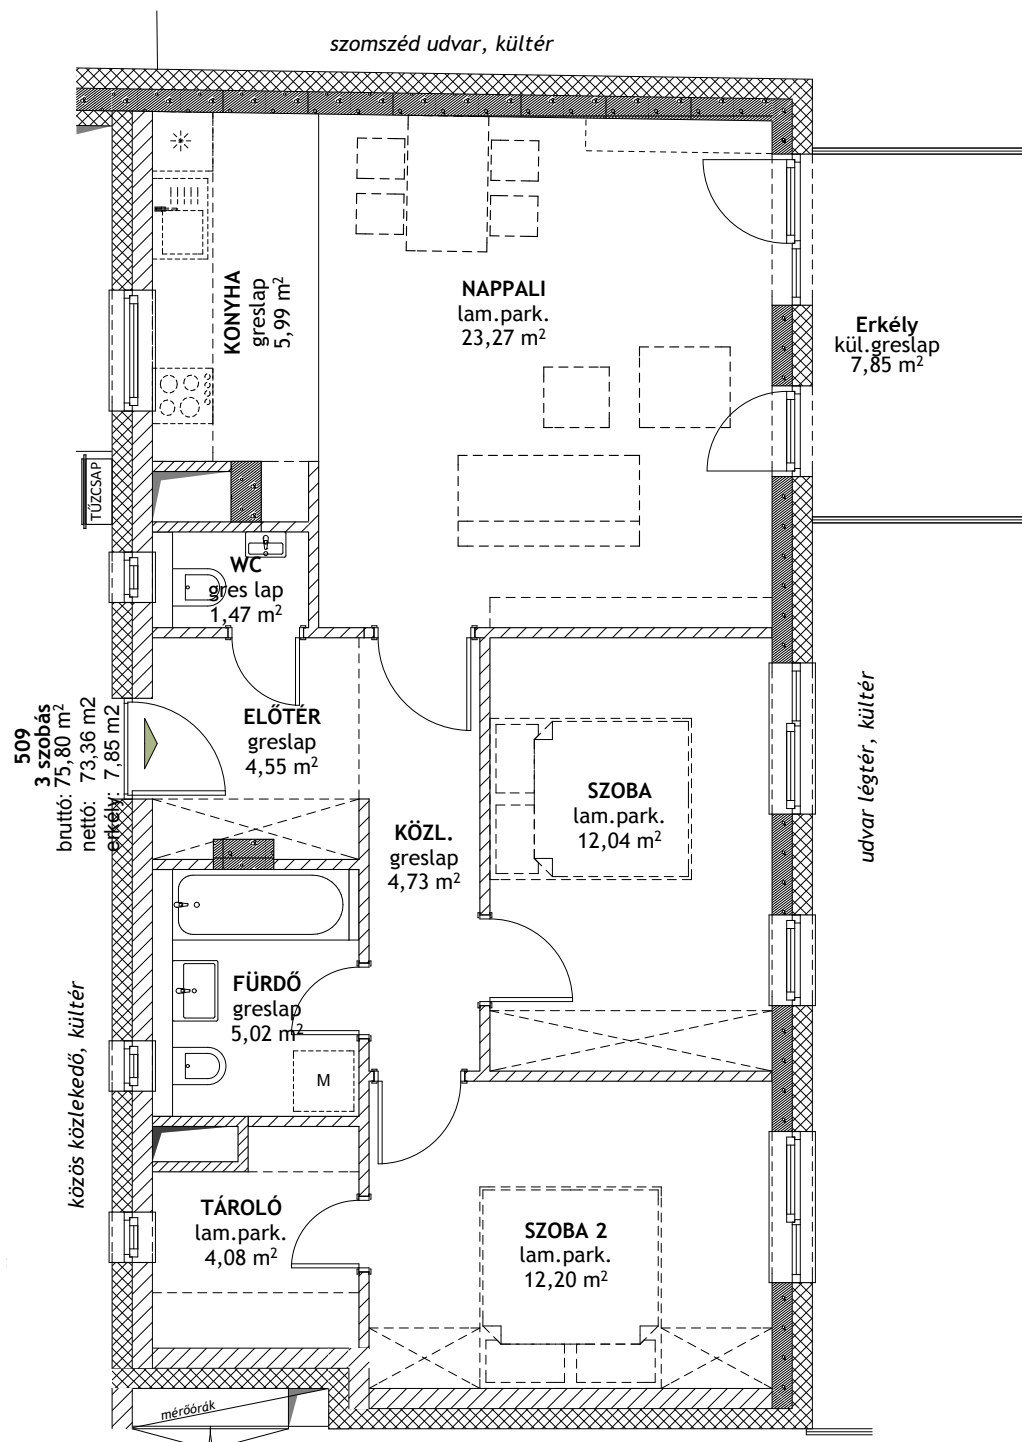 szomszéd udvar, kültér
KONYHA
greslap
5,99 m²
NAPPALI
lam.park.
23,27 m²
Erkély
kül.greslap
7,85 m²
TŰZCSAP
WC
gres lap
1,47 m²
509
3 szobás
bruttó: 75,80 m²
nettó: 73,36 m2
erkély: 7,85 m2
ELŐTÉR
greslap
4,55 m²
KÖZL.
greslap
4,73 m²
SZOBA
lam.park.
12,04 m²
udvar légtér, kültér
FÜRDŐ
greslap
5,02 m²
M
közös közlekedő, kültér
TÁROLÓ
lam.park.
4,08 m²
SZOBA 2
lam.park.
12,20 m²
mérőórák